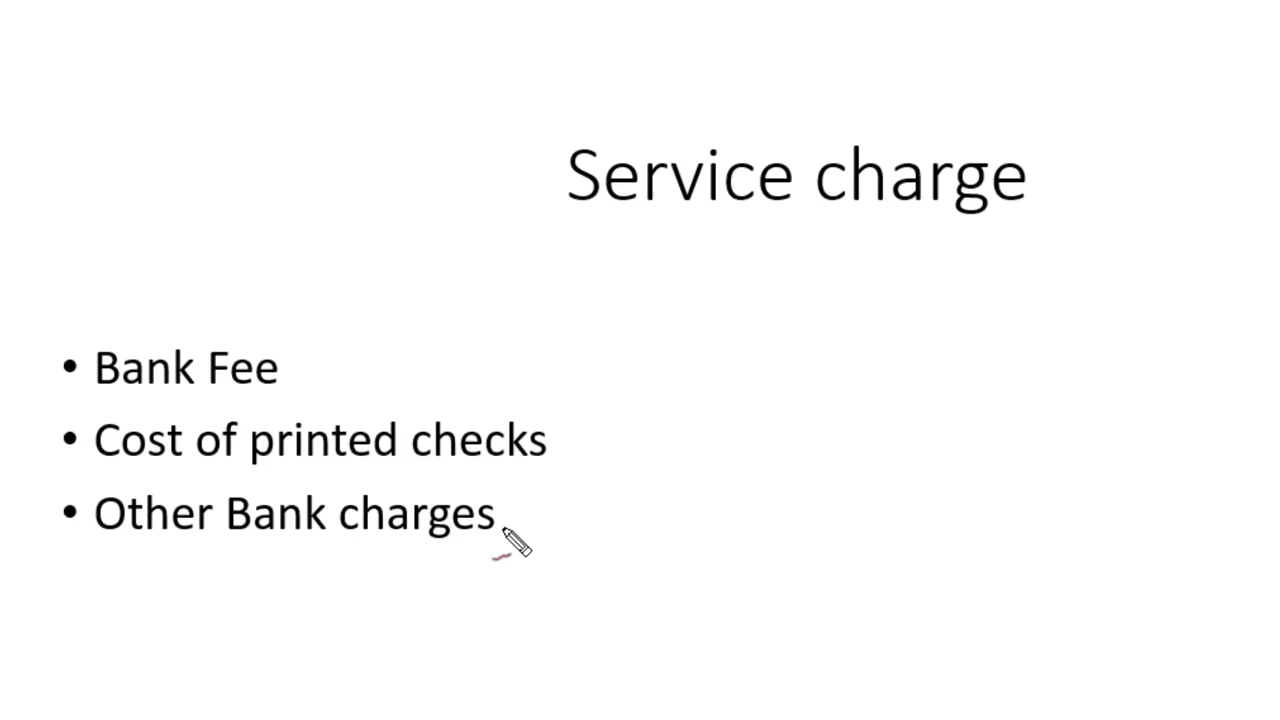 Service charge
• Bank Fee
• Cost of printed checks
• Other Bank charges